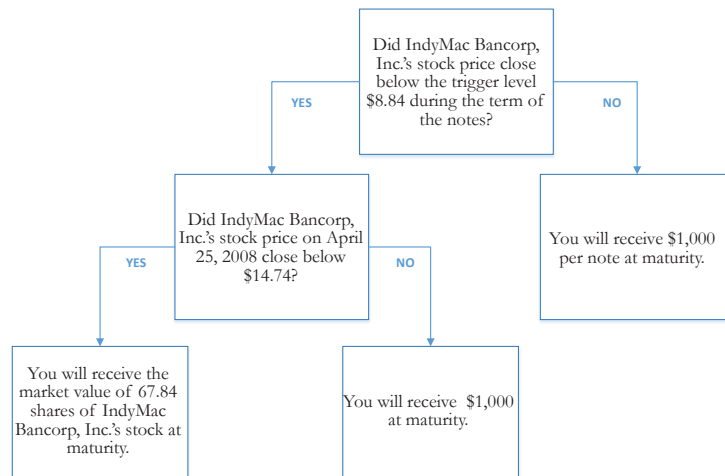 Did IndyMac Bancorp,
Inc.'s stock price close
below the trigger level
$8.84 during the term of
the notes?
YES
NO
Did IndyMac Bancorp,
Inc.'s stock price on April
25, 2008 close below
$14.74?
You will receive $1,000
per note at maturity.
YES
NO
You will receive the
market value of 67.84
shares of IndyMac
Bancorp, Inc.'s stock at
maturity.
You will receive $1,000
at maturity.